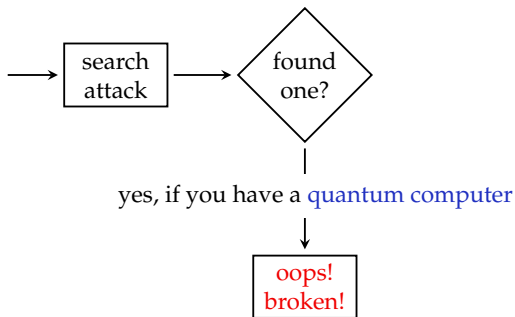 search
attack
found
one?
yes, if you have a quantum computer
oops!
broken!